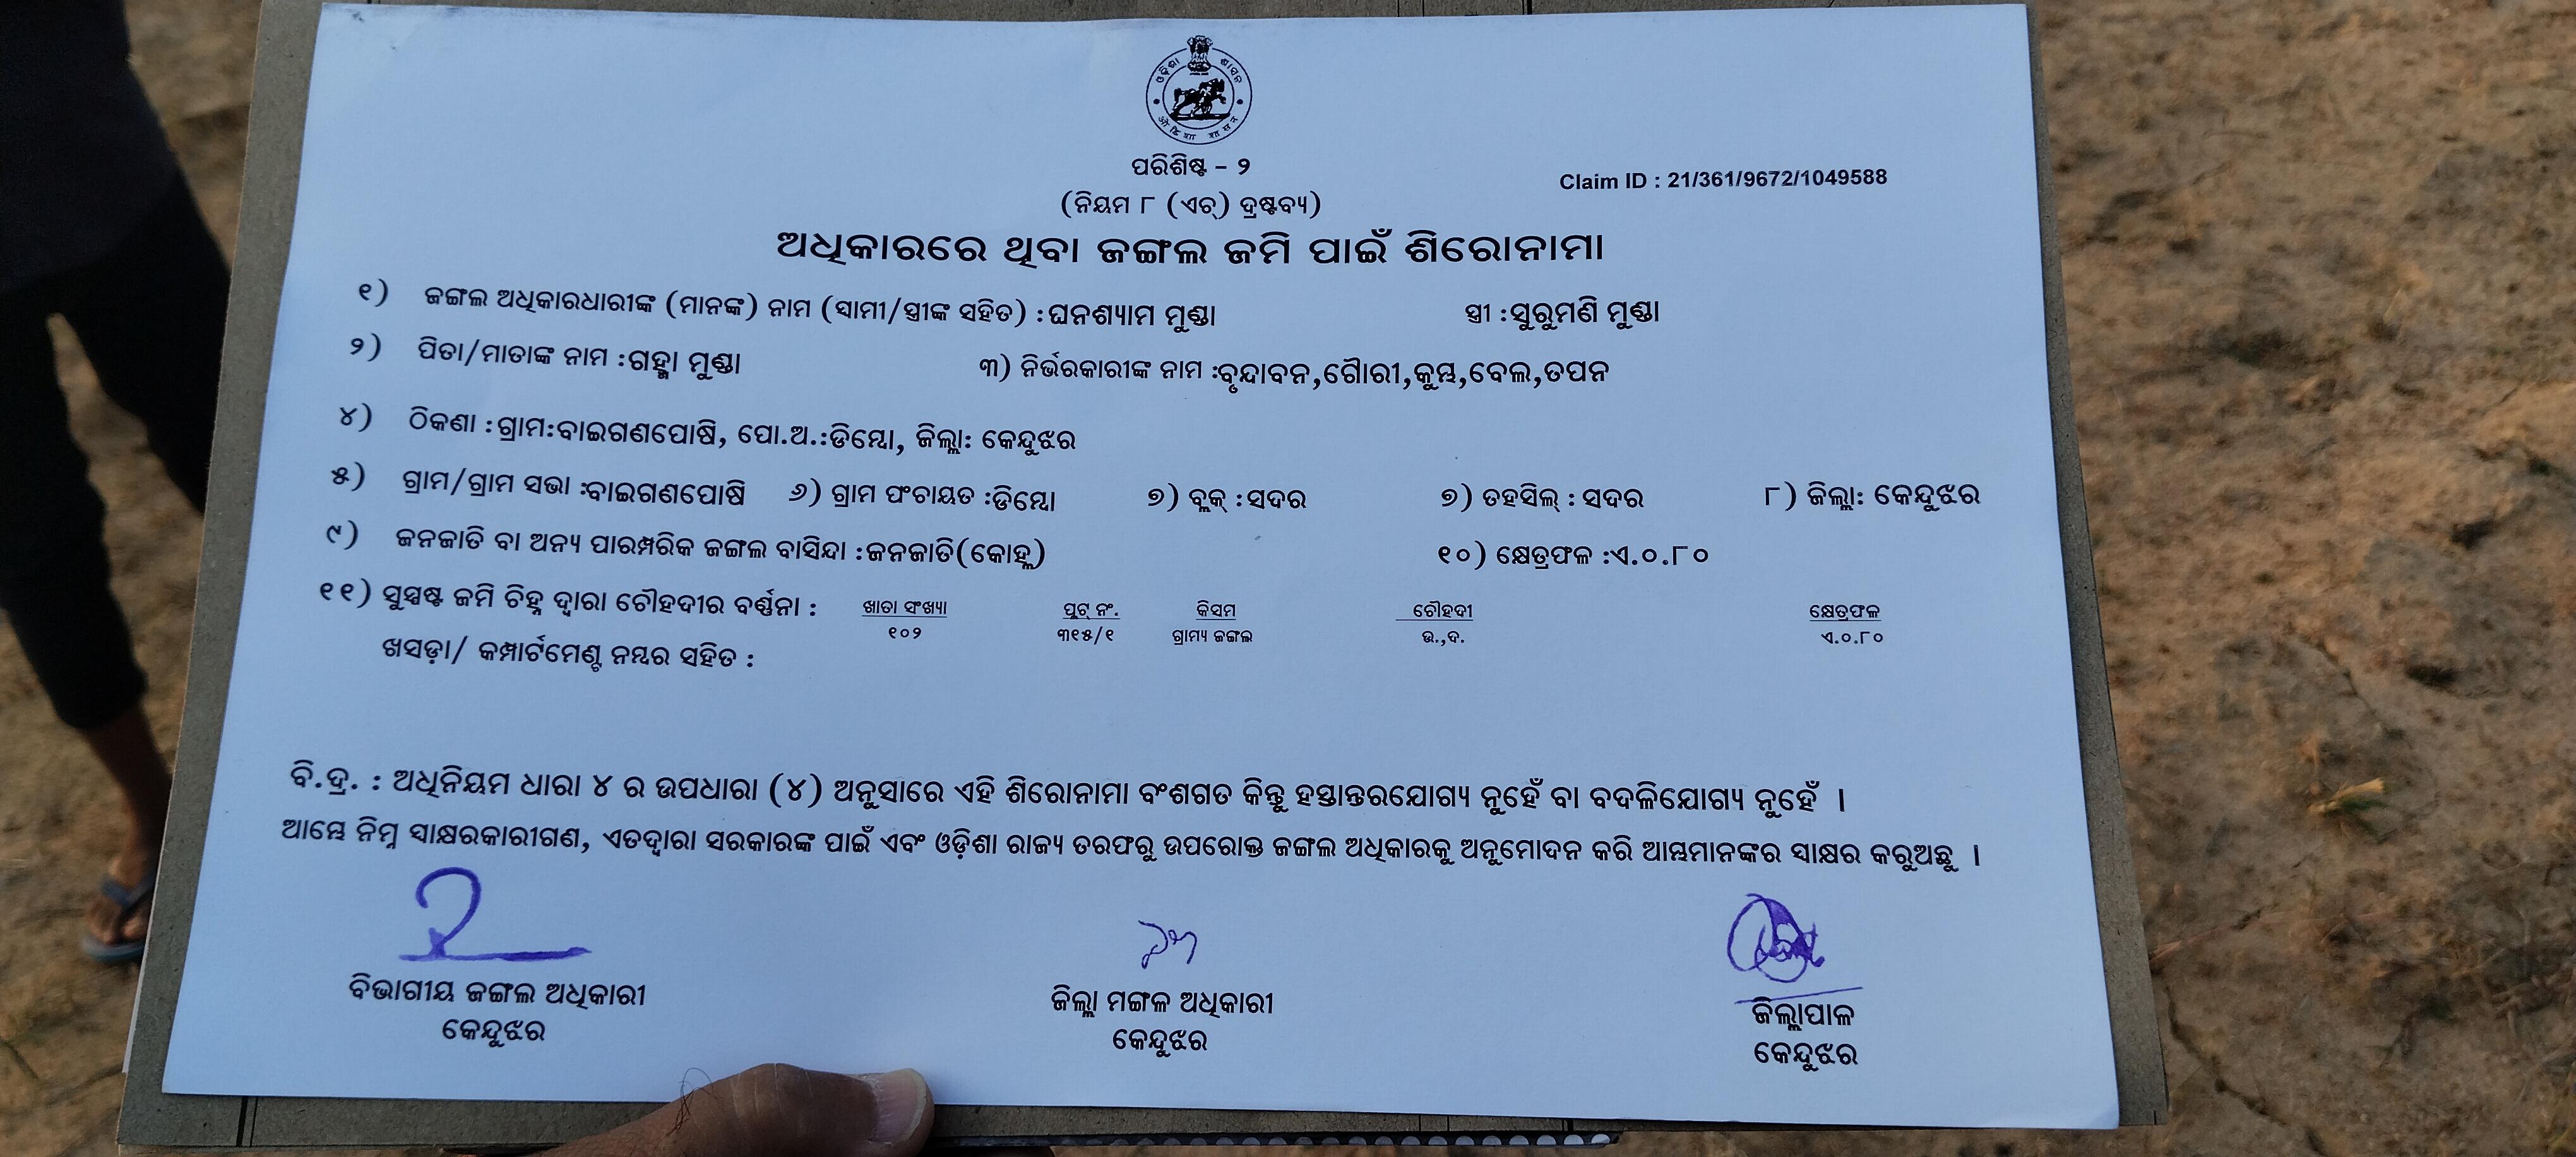 ଓଡ଼ିଶା ଶାସନ
ओड़िशा शासन
ପରିଶିଷ୍ଟ - ୨
Claim ID : 21/361/9672/1049588
(ନିୟମ ୮ (ଏଚ୍) ଦ୍ରଷ୍ଟବ୍ୟ)
ଅଧିକାରରେ ଥିବା ଜଙ୍ଗଲ ଜମି ପାଇଁ ଶିରୋନାମା
୧) ଜଙ୍ଗଲ ଅଧିକାରଧାରୀଙ୍କ (ମାନଙ୍କ) ନାମ (ସ୍ୱାମୀ/ସ୍ତ୍ରୀଙ୍କ ସହିତ) :ଘନଶ୍ୟାମ ମୁଣ୍ଡା ସ୍ତ୍ରୀ :ସୁରୁମଣି ମୁଣ୍ଡା
୨) ପିତା/ମାତାଙ୍କ ନାମ :ଗହ୍ମା ମୁଣ୍ଡା ୩) ନିର୍ଭରକାରୀଙ୍କ ନାମ :ବୃନ୍ଦାବନ,ଗୌରୀ,କୁମ୍ଭ,ବେଲ,ତପନ
୪) ଠିକଣା :ଗ୍ରାମ:ବାଇଗଣପୋଷି, ପୋ.ଅ.:ଡିମ୍ବୋ, ଜିଲ୍ଲା: କେନ୍ଦୁଝର
୫) ଗ୍ରାମ/ଗ୍ରାମ ସଭା :ବାଇଗଣପୋଷି ୬) ଗ୍ରାମ ପଂଚାୟତ :ଡିମ୍ବୋ ୭) ବ୍ଲକ୍ : ସଦର ୭) ତହସିଲ୍ : ସଦର ୮) ଜିଲ୍ଲା: କେନ୍ଦୁଝର
୯) ଜନଜାତି ବା ଅନ୍ୟ ପାରମ୍ପରିକ ଜଙ୍ଗଲ ବାସିନ୍ଦା :ଜନଜାତି(କୋହ୍ଲ) ୧୦) କ୍ଷେତ୍ରଫଳ :ଏ.୦.୮୦
୧୧) ସୁସ୍ପଷ୍ଟ ଜମି ଚିହ୍ନ ଦ୍ୱାରା ଚୌହଦୀର ବର୍ଣ୍ଣନା : ଖାତା ସଂଖ୍ୟା ପ୍ଲଟ୍ ନଂ. କିସମ ଚୌହଦୀ କ୍ଷେତ୍ରଫଳ
୧୦୨ ୩୧୫/୧ ଗ୍ରାମ୍ୟ ଜଙ୍ଗଲ ଉ.,ଦ. ଏ.୦.୮୦
ଖସଡ଼ା/ କମ୍ପାର୍ଟମେଣ୍ଟ ନମ୍ବର ସହିତ :
ବି.ଦ୍ର. : ଅଧିନିୟମ ଧାରା ୪ ର ଉପଧାରା (୪) ଅନୁସାରେ ଏହି ଶିରୋନାମା ବଂଶଗତ କିନ୍ତୁ ହସ୍ତାନ୍ତରଯୋଗ୍ୟ ନୁହେଁ ବା ବଦଳିଯୋଗ୍ୟ ନୁହେଁ ।
ଆମ୍ଭେ ନିମ୍ନ ସ୍ୱାକ୍ଷରକାରୀଗଣ, ଏତଦ୍ୱାରା ସରକାରଙ୍କ ପାଇଁ ଏବଂ ଓଡ଼ିଶା ରାଜ୍ୟ ତରଫରୁ ଉପରୋକ୍ତ ଜଙ୍ଗଲ ଅଧିକାରକୁ ଅନୁମୋଦନ କରି ଆମ୍ଭମାନଙ୍କର ସ୍ୱାକ୍ଷର କରୁଅଛୁ ।
ବିଭାଗୀୟ ଜଙ୍ଗଲ ଅଧିକାରୀ ଜିଲ୍ଲା ମଙ୍ଗଳ ଅଧିକାରୀ ଜିଲ୍ଲାପାଳ
କେନ୍ଦୁଝର କେନ୍ଦୁଝର କେନ୍ଦୁଝର